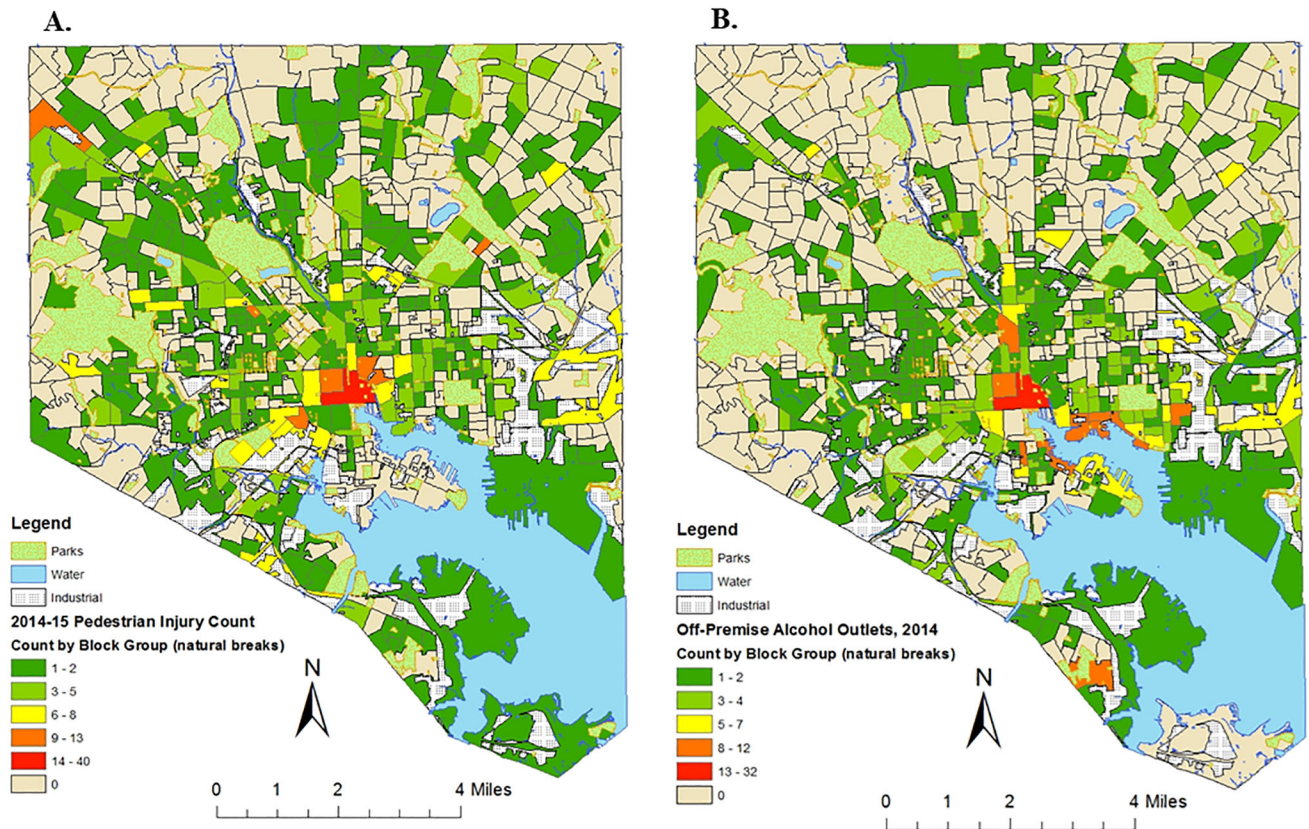 A.
B.
Legend
Parks
Water
Industrial
2014-15 Pedestrian Injury Count
Count by Block Group (natural breaks)
1 - 2
3 - 5
6 - 8
9 - 13
14 - 40
0
N
0 1 2 4 Miles
Legend
Parks
Water
Industrial
Off-Premise Alcohol Outlets, 2014
Count by Block Group (natural breaks)
1 - 2
3 - 4
5 - 7
8 - 12
13 - 32
0
N
0 1 2 4 Miles